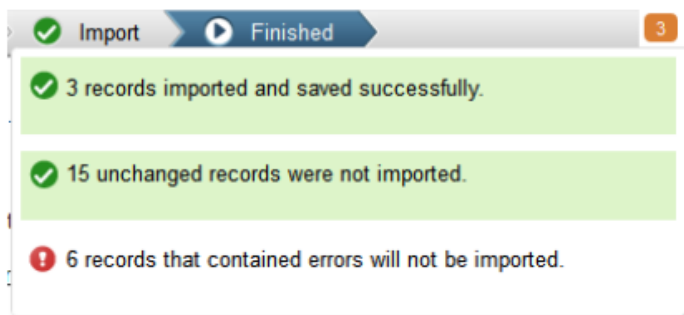 Import Finished 3
3 records imported and saved successfully.
15 unchanged records were not imported.
6 records that contained errors will not be imported.